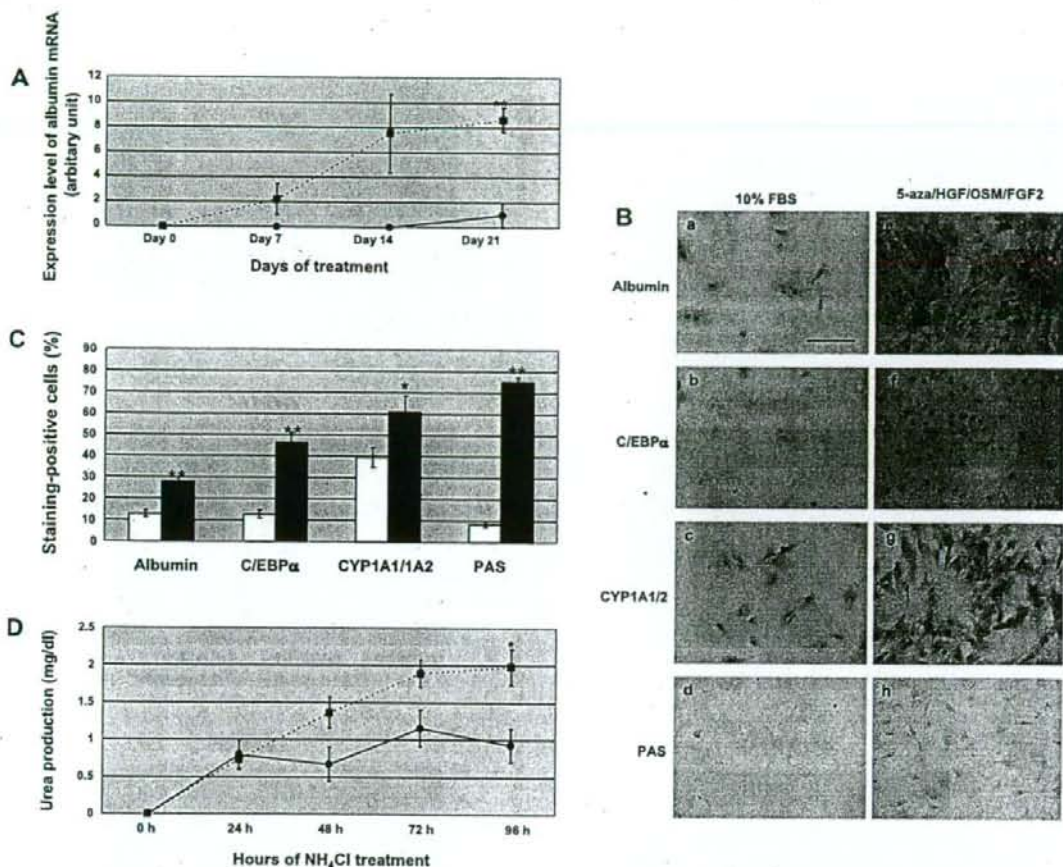 A
Expression level of albumin mRNA
(arbitary unit)
12
10
8
6
4
2
0
**
Day 0 Day 7 Day 14 Day 21
Days of treatment
C
Staining-positive cells (%)
90
80
70
60
50
40
30
20
10
0
** ** * **
Albumin C/EBPα CYP1A1/1A2 PAS
D
Urea production (mg/dl)
2.5
2
1.5
1
0.5
0
*
0 h 24 h 48 h 72 h 96 h
Hours of NH₄Cl treatment
B
10% FBS 5-aza/HGF/OSM/FGF2
a
Albumin
b f
C/EBPα
c g
CYP1A1/2
d h
PAS